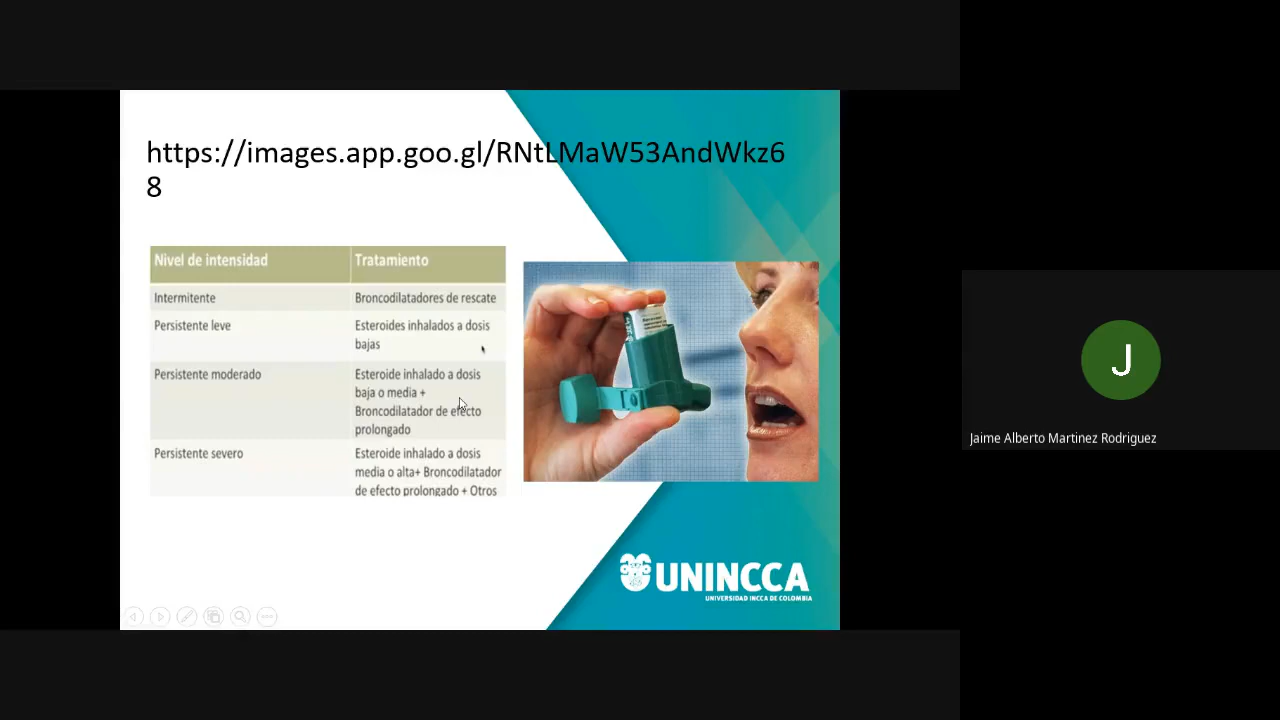 https://images.app.goo.gl/RNtLMaW53AndWkz6
8
Nivel de intensidad
Tratamiento
Intermitente
Broncodilatadores de rescate
Persistente leve
Esteroides inhalados a dosis
bajas
Persistente moderado
Esteroide inhalado a dosis
baja o media +
Broncodilatador de efecto
prolongado
Persistente severo
Esteroide inhalado a dosis
media o alta+ Broncodilatador
de efecto prolongado + Otros
UNINCCA
UNIVERSIDAD INCCA DE COLOMBIA
J
Jaime Alberto Martinez Rodriguez